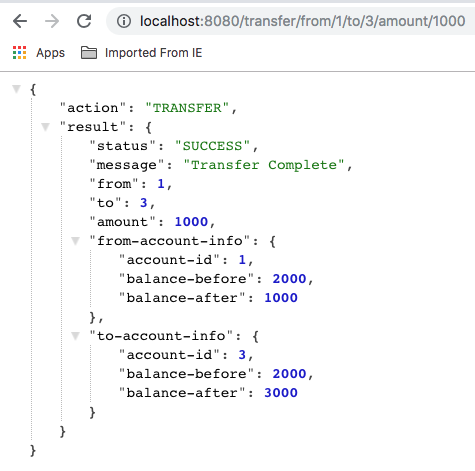 localhost:8080/transfer/from/1/to/3/amount/1000
Apps Imported From IE
{
"action": "TRANSFER",
"result": {
"status": "SUCCESS",
"message": "Transfer Complete",
"from": 1,
"to": 3,
"amount": 1000,
"from-account-info": {
"account-id": 1,
"balance-before": 2000,
"balance-after": 1000
},
"to-account-info": {
"account-id": 3,
"balance-before": 2000,
"balance-after": 3000
}
}
}